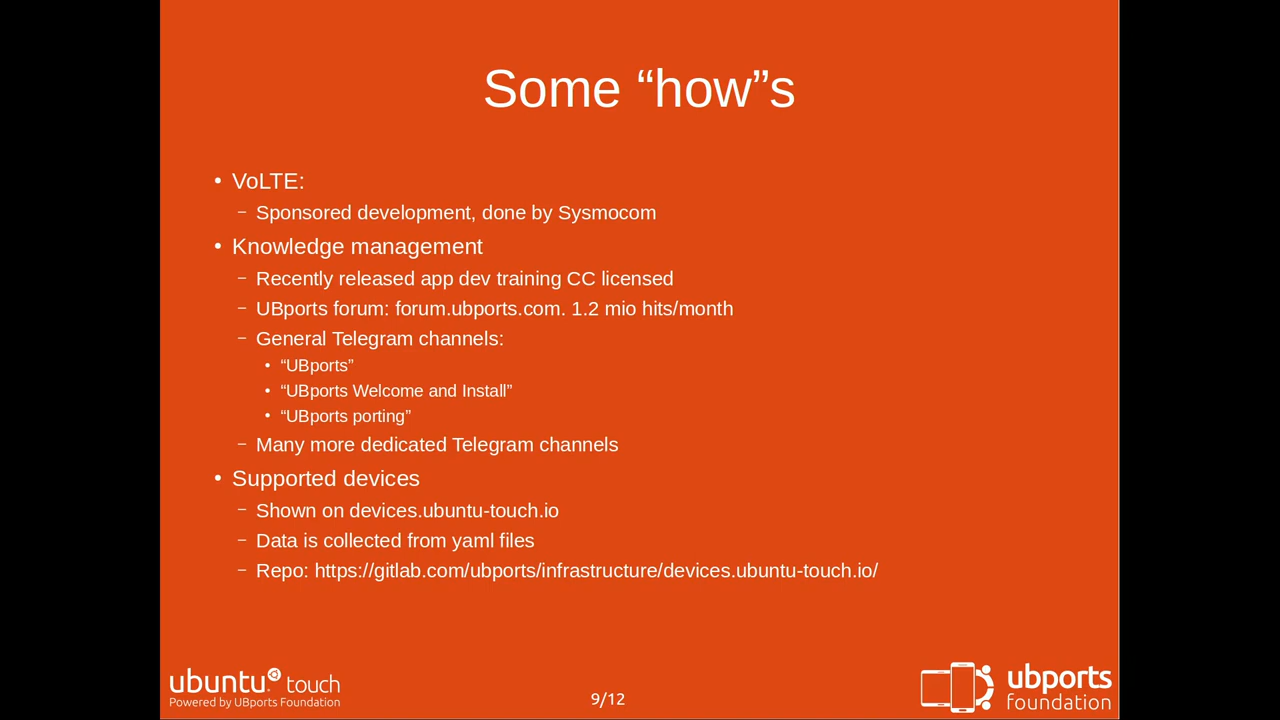 Some “how”s
• VoLTE:
– Sponsored development, done by Sysmocom
• Knowledge management
– Recently released app dev training CC licensed
– UBports forum: forum.ubports.com. 1.2 mio hits/month
– General Telegram channels:
• “UBports”
• “UBports Welcome and Install”
• “UBports porting”
– Many more dedicated Telegram channels
• Supported devices
– Shown on devices.ubuntu-touch.io
– Data is collected from yaml files
– Repo: https://gitlab.com/ubports/infrastructure/devices.ubuntu-touch.io/
ubuntu touch
Powered by UBports Foundation
9/12
ubports
foundation